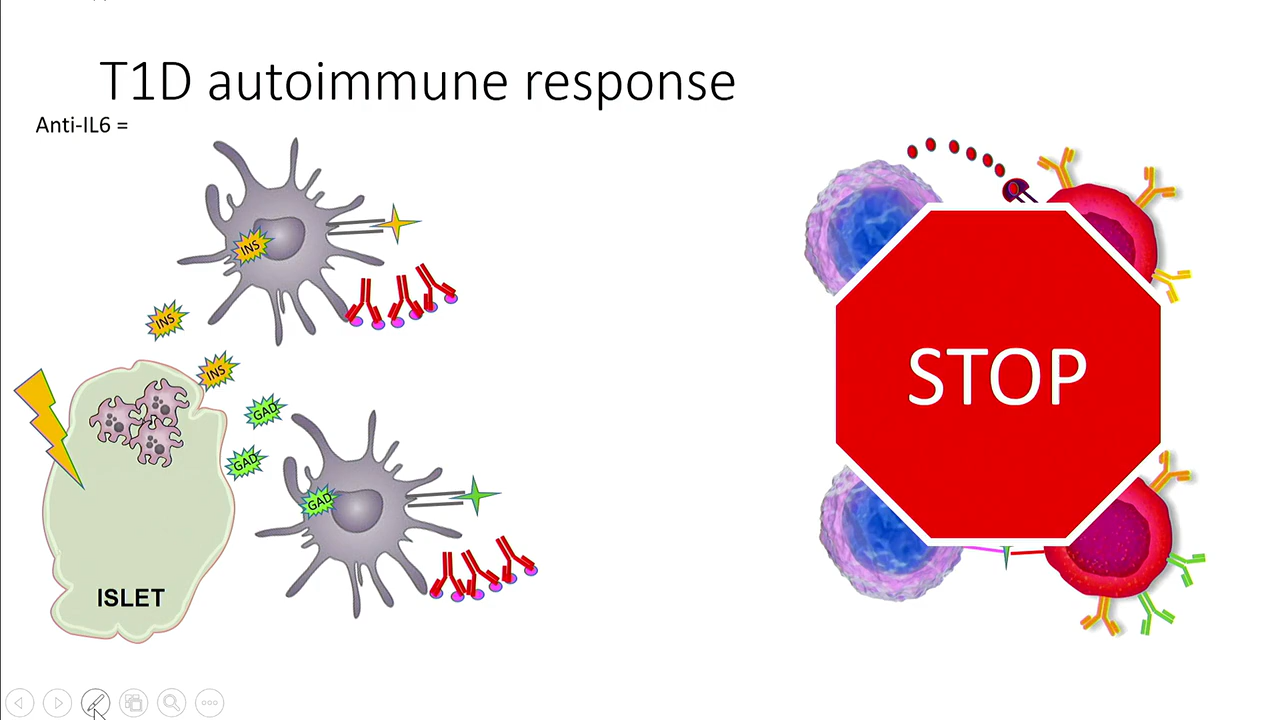 T1D autoimmune response
Anti-IL6 =
INS
INS
INS
GAD
GAD
GAD
ISLET
STOP